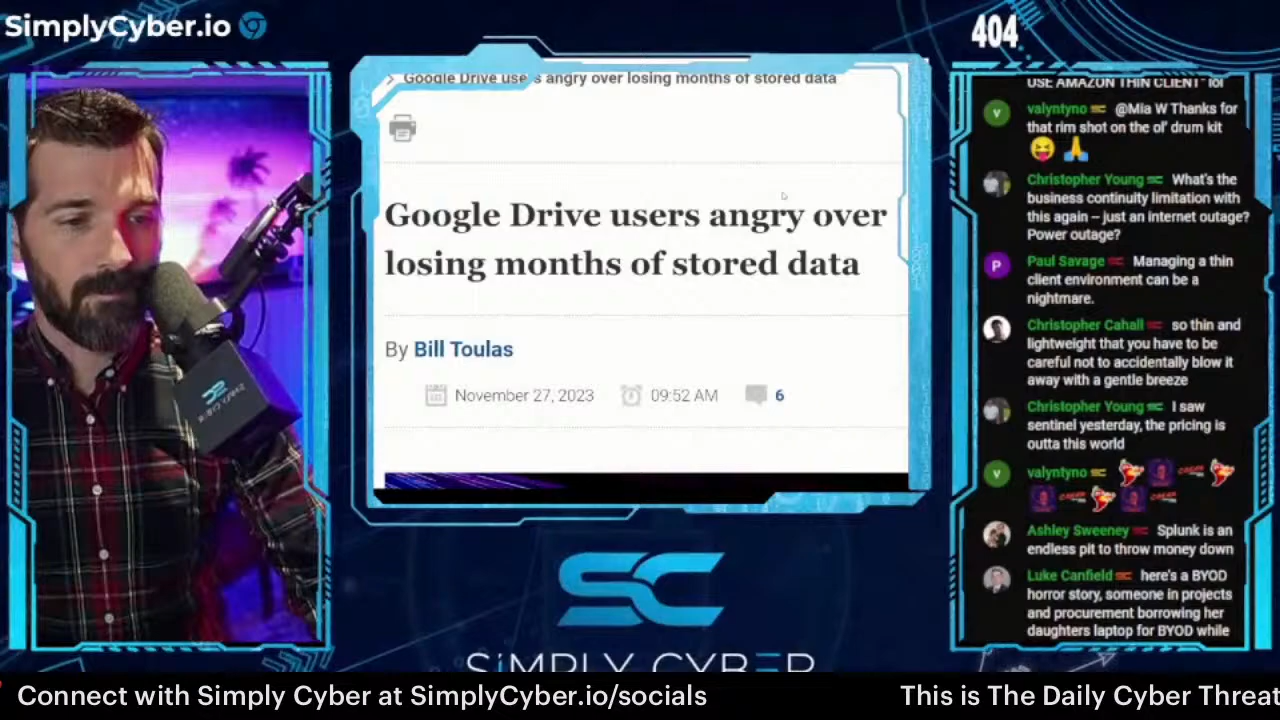 SimplyCyber.io
404
Google Drive users angry over losing months of stored data
Google Drive users angry over
losing months of stored data
By Bill Toulas
November 27, 2023
09:52 AM
6
USE AMAZON THIN CLIENT" lol
valyntyno @Mia W Thanks for
that rim shot on the ol' drum kit
Christopher Young What's the
business continuity limitation with
this again – just an internet outage?
Power outage?
Paul Savage Managing a thin
client environment can be a
nightmare.
Christopher Cahall so thin and
lightweight that you have to be
careful not to accidentally blow it
away with a gentle breeze
Christopher Young I saw
sentinel yesterday, the pricing is
outta this world
valyntyno
Ashley Sweeney Splunk is an
endless pit to throw money down
Luke Canfield here's a BYOD
horror story, someone in projects
and procurement borrowing her
daughters laptop for BYOD while
SC
SIMPLY CYBER
Connect with Simply Cyber at SimplyCyber.io/socials
This is The Daily Cyber Threat